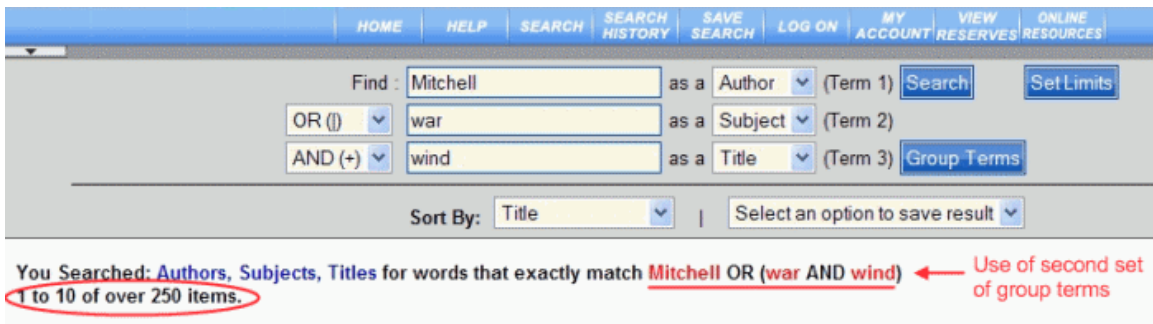 HOME HELP SEARCH SEARCH HISTORY SAVE SEARCH LOG ON MY ACCOUNT VIEW RESERVES ONLINE RESOURCES
Find : Mitchell as a Author (Term 1) Search Set Limits
OR (|) war as a Subject (Term 2)
AND (+) wind as a Title (Term 3) Group Terms
Sort By: Title | Select an option to save result
You Searched: Authors, Subjects, Titles for words that exactly match Mitchell OR (war AND wind)
1 to 10 of over 250 items.
Use of second set
of group terms